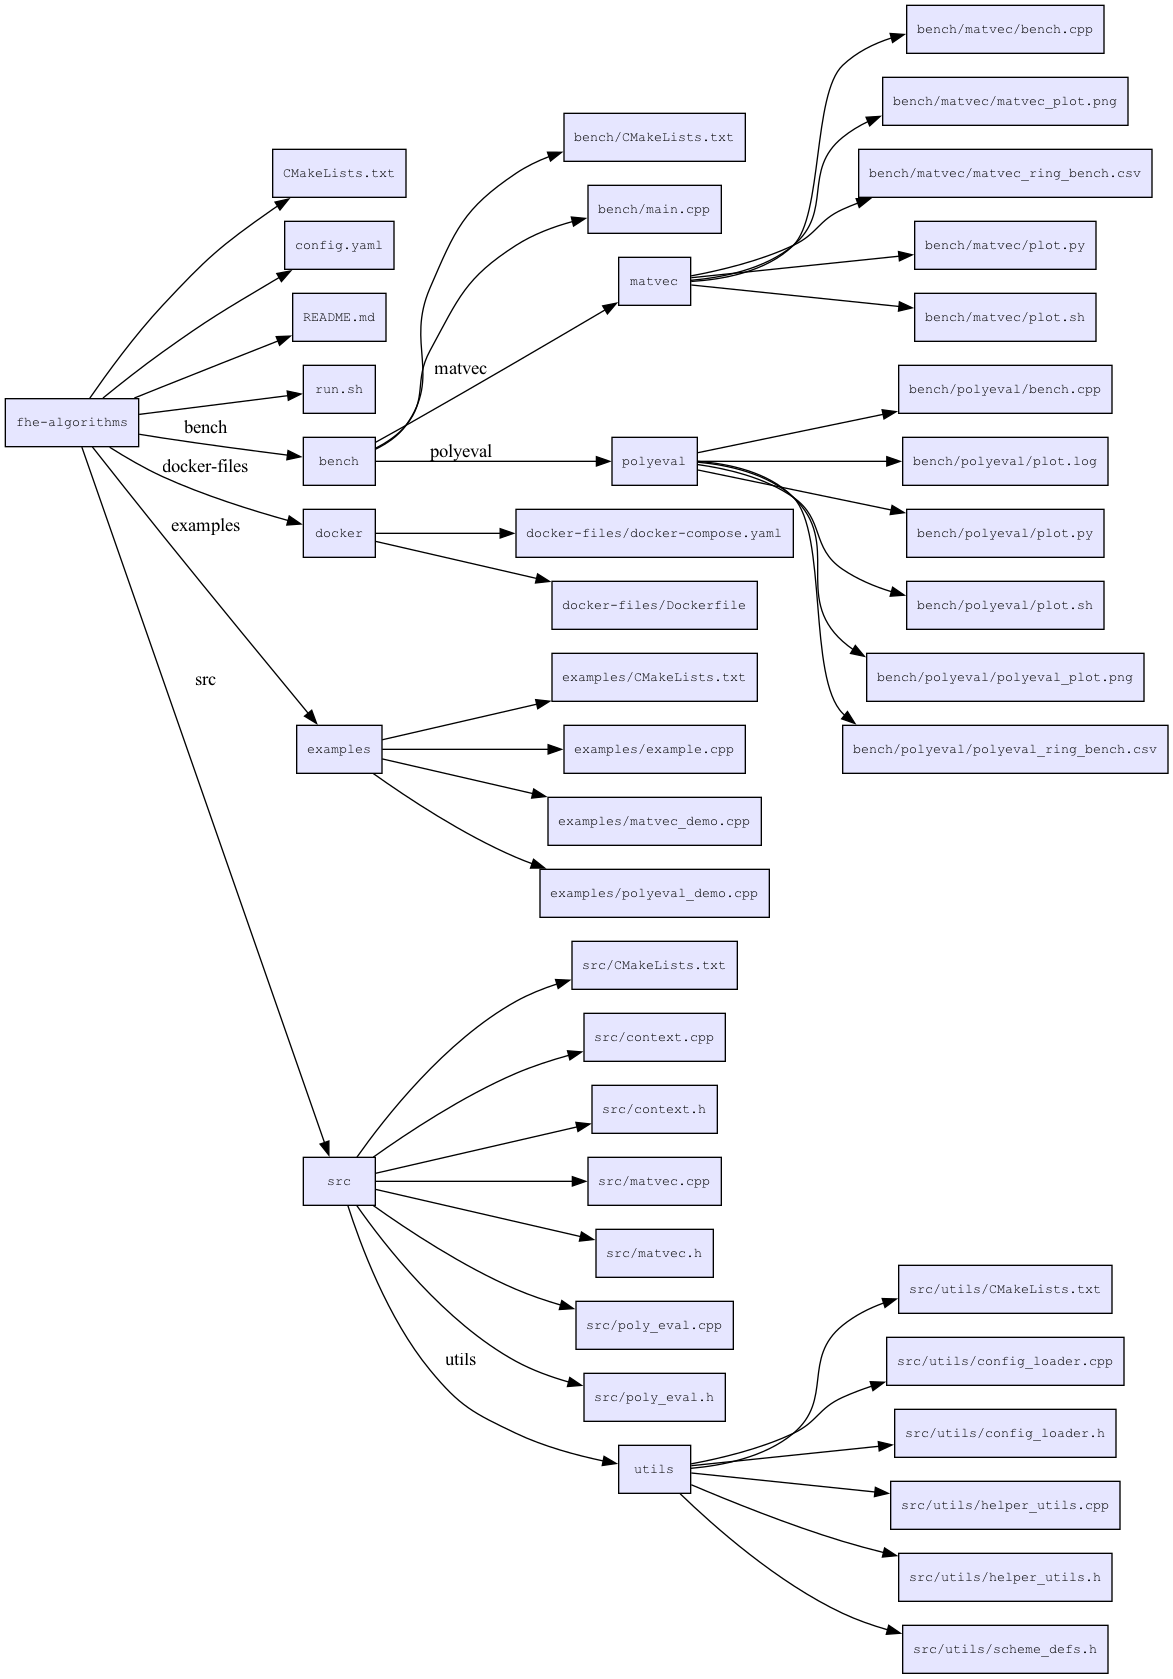 fhe-algorithms
CMakeLists.txt
config.yaml
README.md
run.sh
bench
bench
docker-files
docker
examples
examples
src
src
bench/CMakeLists.txt
bench/main.cpp
matvec
matvec
polyeval
polyeval
docker-files/docker-compose.yaml
docker-files/Dockerfile
examples/CMakeLists.txt
examples/example.cpp
examples/matvec_demo.cpp
examples/polyeval_demo.cpp
src/CMakeLists.txt
src/context.cpp
src/context.h
src/matvec.cpp
src/matvec.h
src/poly_eval.cpp
src/poly_eval.h
utils
utils
bench/matvec/bench.cpp
bench/matvec/matvec_plot.png
bench/matvec/matvec_ring_bench.csv
bench/matvec/plot.py
bench/matvec/plot.sh
bench/polyeval/bench.cpp
bench/polyeval/plot.log
bench/polyeval/plot.py
bench/polyeval/plot.sh
bench/polyeval/polyeval_plot.png
bench/polyeval/polyeval_ring_bench.csv
src/utils/CMakeLists.txt
src/utils/config_loader.cpp
src/utils/config_loader.h
src/utils/helper_utils.cpp
src/utils/helper_utils.h
src/utils/scheme_defs.h